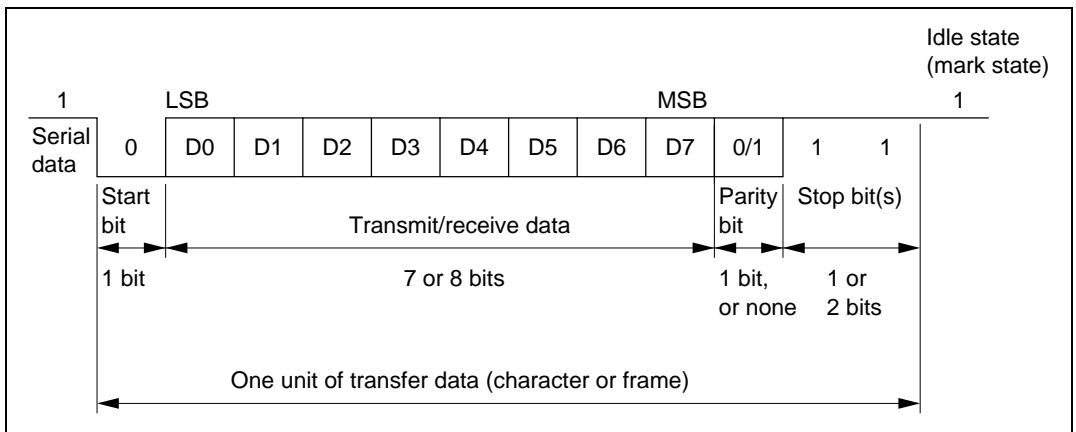 Idle state
(mark state)
1 LSB MSB 1
Serial
data
0 D0 D1 D2 D3 D4 D5 D6 D7 0/1 1 1
Start
bit
Transmit/receive data
Parity
bit
Stop bit(s)
1 bit
7 or 8 bits
1 bit,
or none
1 or
2 bits
One unit of transfer data (character or frame)